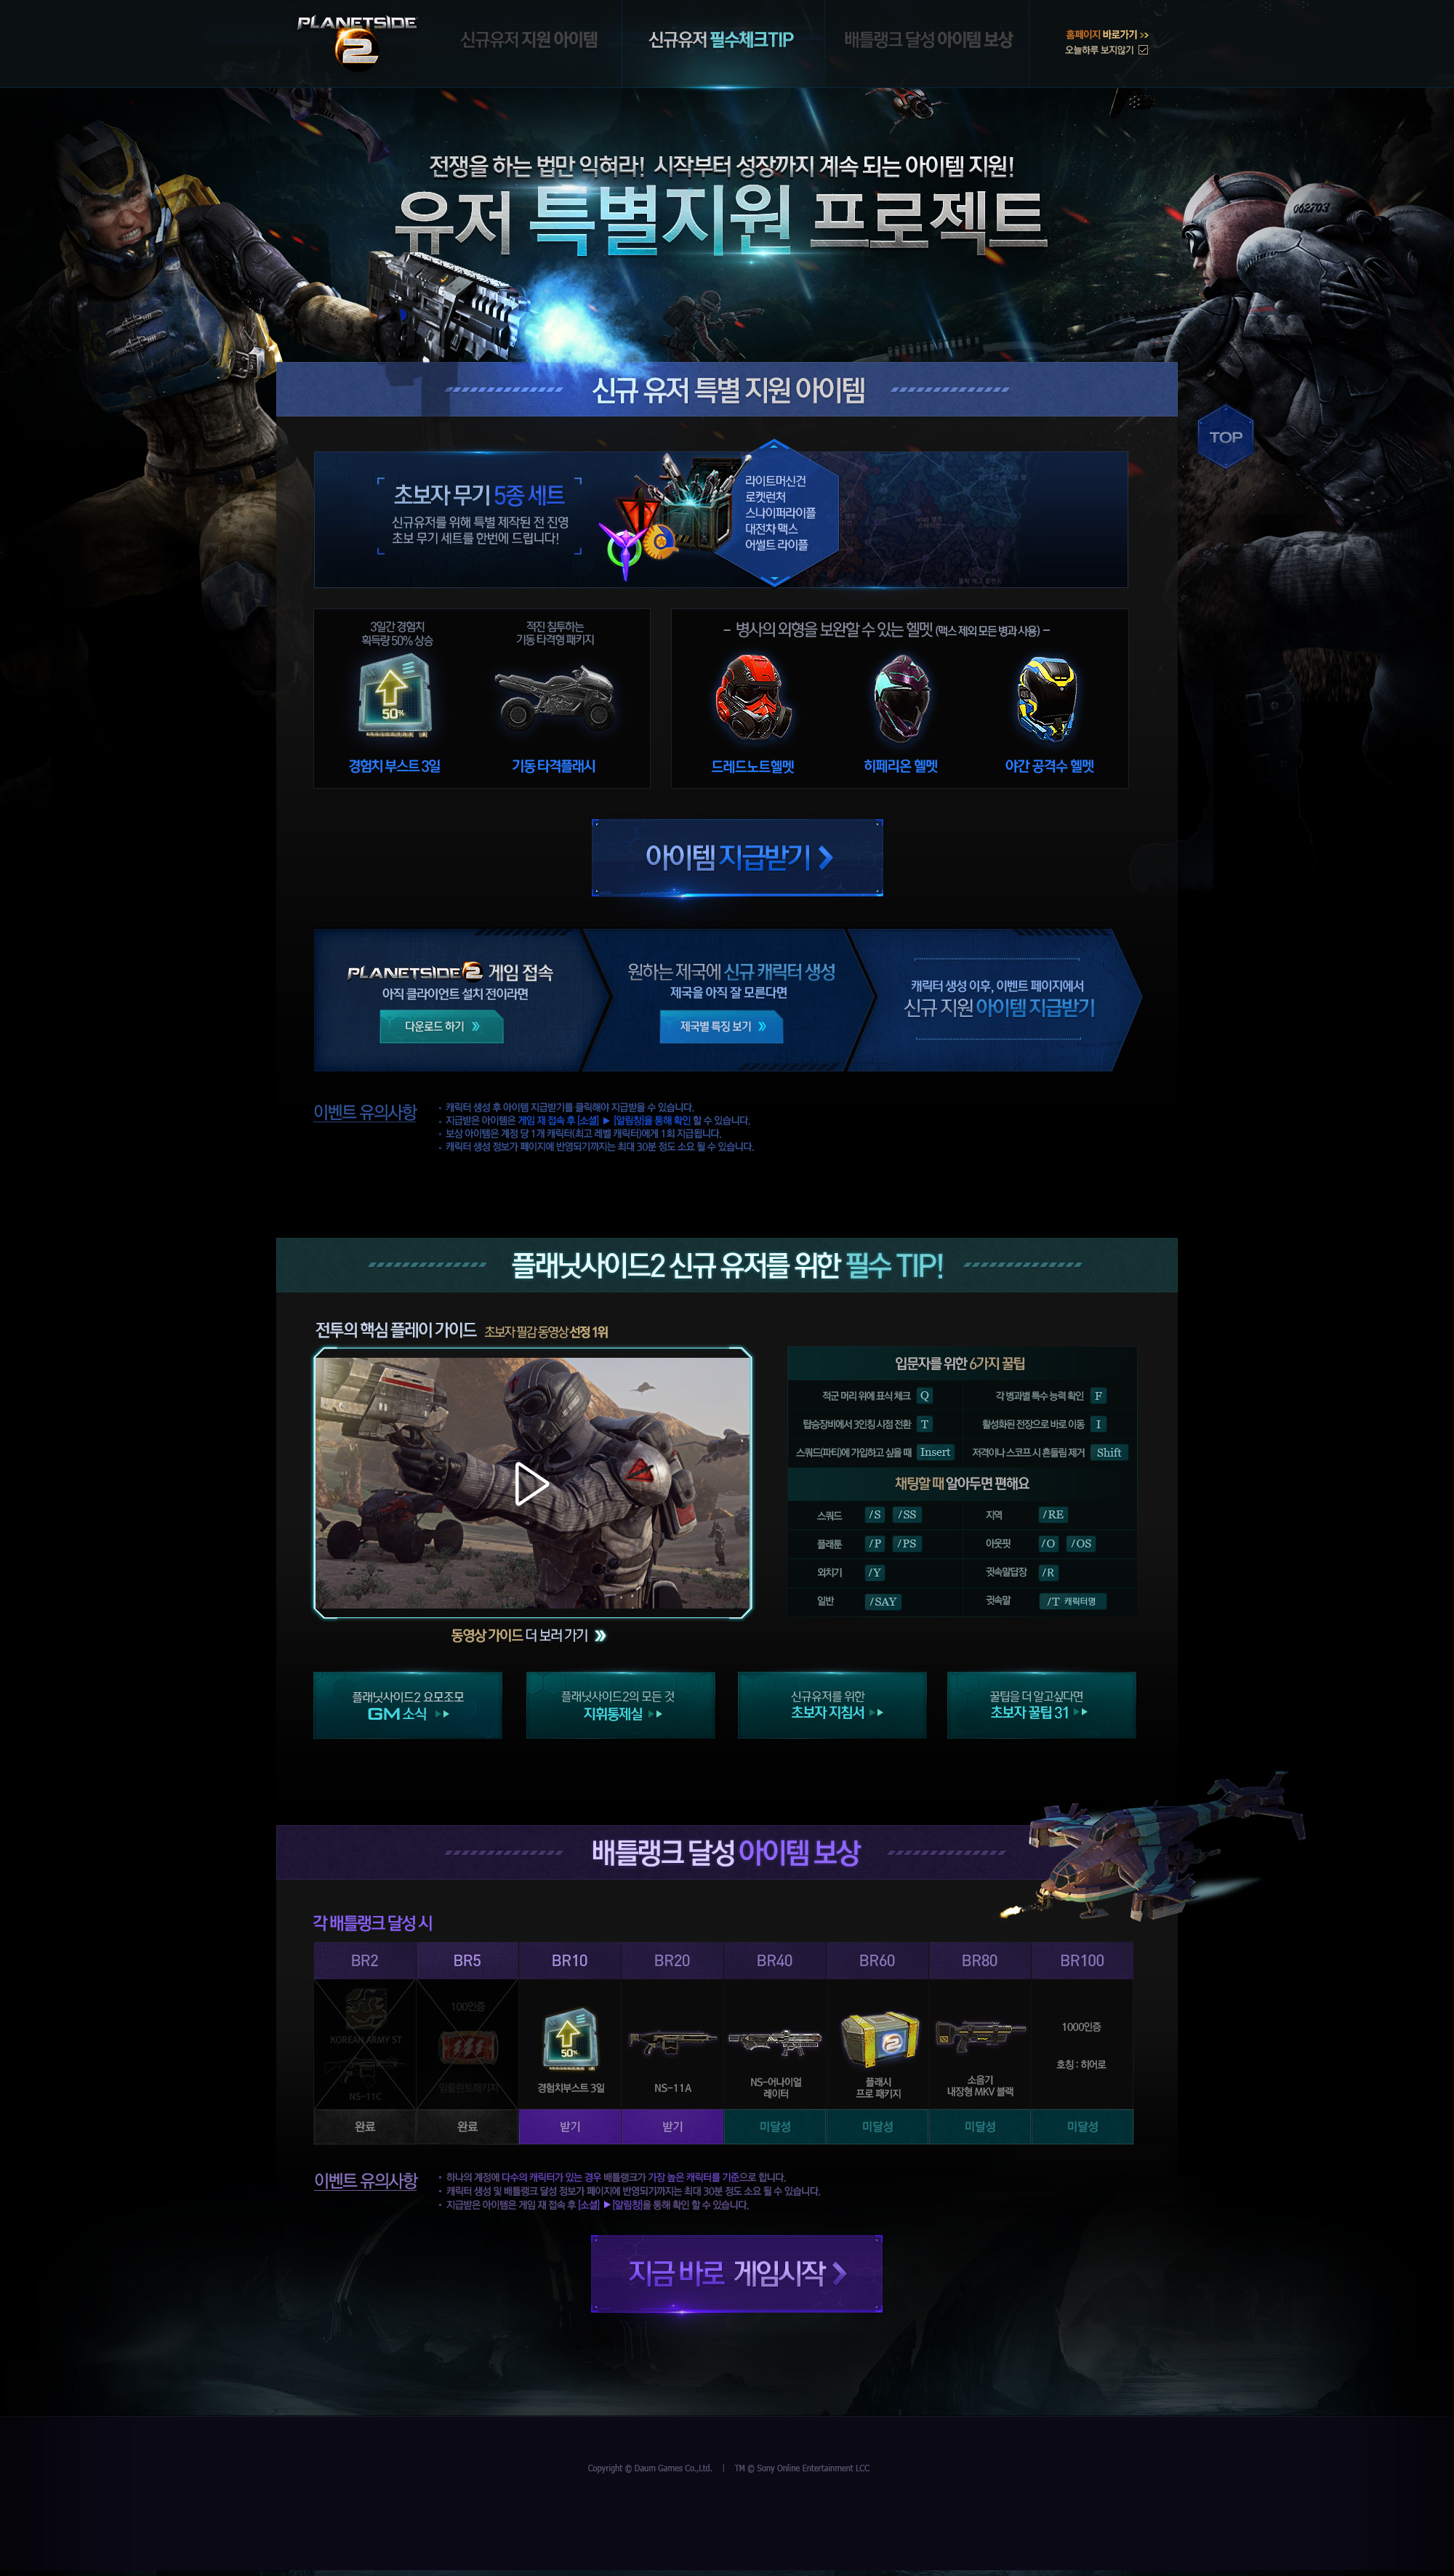 PLANETSIDE 2
신규유저 지원 아이템
신규유저 필수체크TIP
배틀랭크 달성 아이템 보상
홈페이지 바로가기 >>
오늘하루 보지않기
전쟁을 하는 법만 익혀라! 시작부터 성장까지 계속 되는 아이템 지원!
유저 특별지원 프로젝트
062703
신규 유저 특별 지원 아이템
TOP
초보자 무기 5종 세트
신규유저를 위해 특별 제작된 전 진영
초보 무기 세트를 한번에 드립니다!
라이트머신건
로켓런처
스나이퍼라이플
대전차 맥스
어썰트 라이플
3일간 경험치
획득량 50% 상승
50%
경험치 부스트 3일
적진 침투하는
기동 타격형 패키지
기동 타격플래시
- 병사의 외형을 보완할 수 있는 헬멧 (맥스 제외 모든 병과 사용) -
드레드노트헬멧
히페리온 헬멧
야간 공격수 헬멧
아이템 지급받기 >
PLANETSIDE 2 게임 접속
아직 클라이언트 설치 전이라면
다운로드 하기 »
원하는 제국에 신규 캐릭터 생성
제국을 아직 잘 모른다면
제국별 특징 보기 »
캐릭터 생성 이후, 이벤트 페이지에서
신규 지원 아이템 지급받기
이벤트 유의사항
· 캐릭터 생성 후 아이템 지급받기를 클릭해야 지급받을 수 있습니다.
· 지급받은 아이템은 게임 재 접속 후 [소셜] ▶ [알림창]을 통해 확인 할 수 있습니다.
· 보상 아이템은 계정 당 1개 캐릭터(최고 레벨 캐릭터)에게 1회 지급됩니다.
· 캐릭터 생성 정보가 페이지에 반영되기까지는 최대 30분 정도 소요 될 수 있습니다.
플래닛사이드2 신규 유저를 위한 필수 TIP!
전투의 핵심 플레이 가이드 초보자 필감 동영상 선정 1위
동영상 가이드 더 보러 가기 »
입문자를 위한 6가지 꿀팁
적군 머리 위에 표식 체크 Q
각 병과별 특수 능력 확인 F
탑승장비에서 3인칭 시점 전환 T
활성화된 전장으로 바로 이동 I
스쿼드(파티)에 가입하고 싶을 때 Insert
저격이나 스코프 시 흔들림 제거 Shift
채팅할 때 알아두면 편해요
스쿼드 /S /SS
지역 /RE
플래툰 /P /PS
아웃핏 /O /OS
외치기 /Y
귓속말답장 /R
일반 /SAY
귓속말 /T 캐릭터명
플래닛사이드2 요모조모
GM 소식
플래닛사이드2의 모든 것
지휘통제실
신규유저를 위한
초보자 지침서
꿀팁을 더 알고싶다면
초보자 꿀팁 31
배틀랭크 달성 아이템 보상
각 배틀랭크 달성 시
BR2 BR5 BR10 BR20 BR40 BR60 BR80 BR100
KOREAN ARMY ST
NS-11C
100인증
임플란트패키지
50%
경험치부스트 3일
NS-11A
NS-어나이얼
레이터
플래시
프로 패키지
소음기
내장형 MKV 블랙
1000인증
호칭 : 히어로
완료 완료 받기 받기 미달성 미달성 미달성 미달성
이벤트 유의사항
· 하나의 계정에 다수의 캐릭터가 있는 경우 배틀랭크가 가장 높은 캐릭터를 기준으로 합니다.
· 캐릭터 생성 및 배틀랭크 달성 정보가 페이지에 반영되기까지는 최대 30분 정도 소요 될 수 있습니다.
· 지급받은 아이템은 게임 재 접속 후 [소셜] ▶ [알림창]을 통해 확인 할 수 있습니다.
지금 바로 게임시작 >
Copyright © Daum Games Co.,Ltd. | TM © Sony Online Entertainment LCC